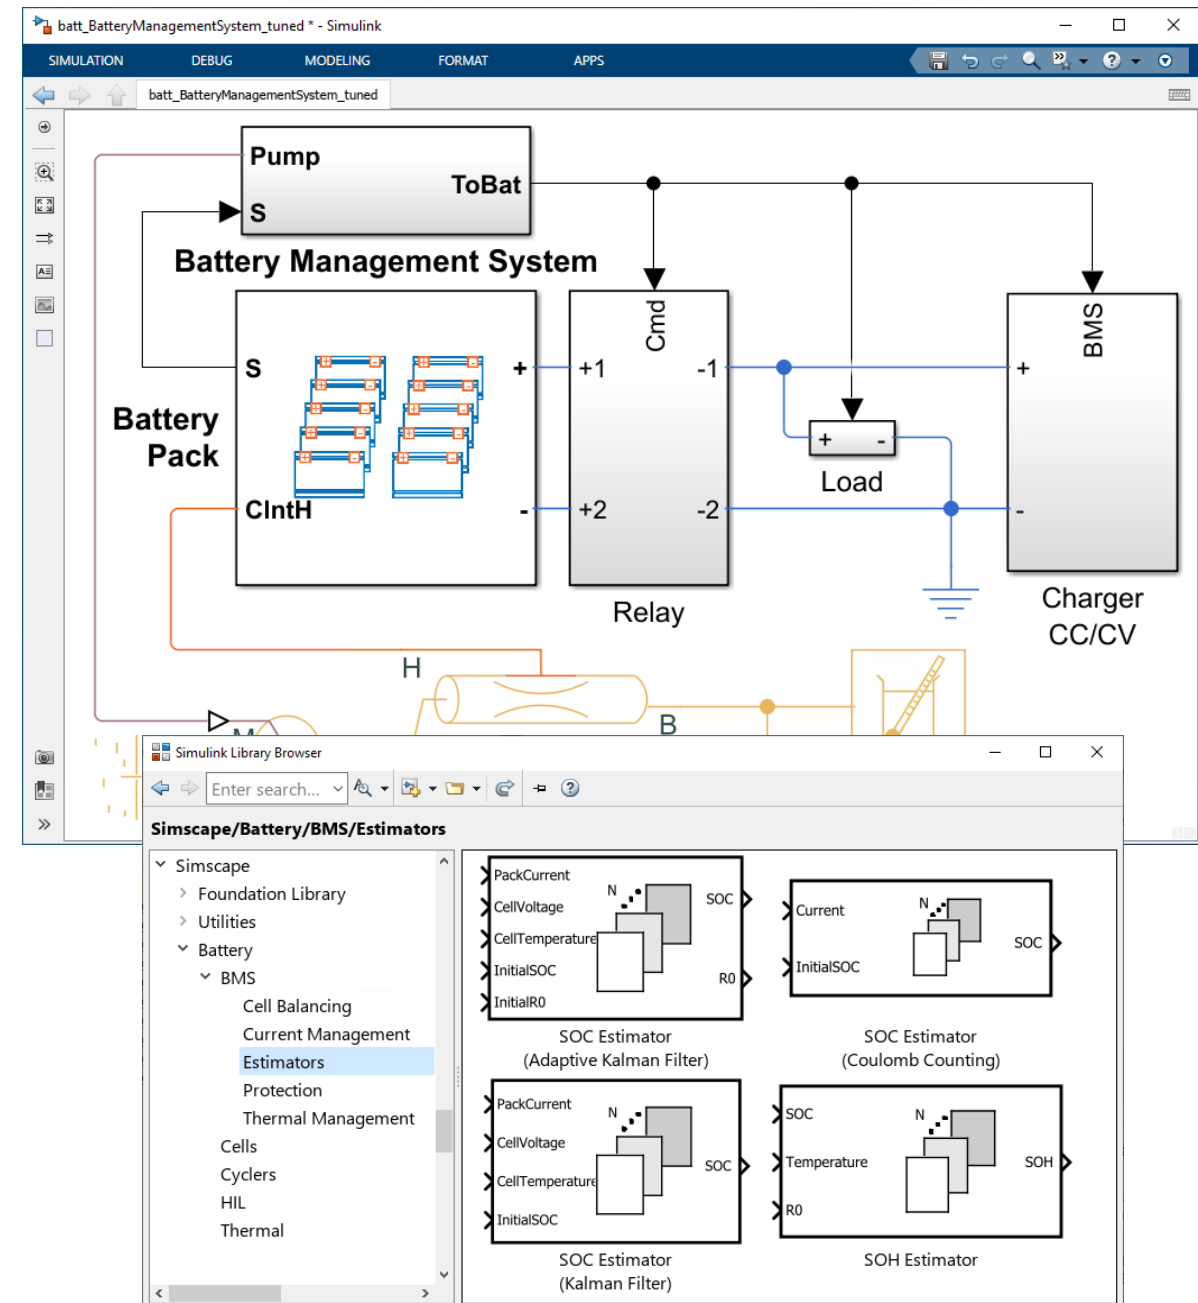 batt_BatteryManagementSystem_tuned * - Simulink
SIMULATION
DEBUG
MODELING
FORMAT
APPS
batt_BatteryManagementSystem_tuned
Pump
ToBat
S
Battery Management System
Cmd
BMS
S
+
+1
-1
+
Battery
Pack
+ -
Load
ClntH
-
+2
-2
-
Relay
Charger
CC/CV
H
B
M
Simulink Library Browser
Enter search...
Simscape/Battery/BMS/Estimators
Simscape
Foundation Library
Utilities
Battery
BMS
Cell Balancing
Current Management
Estimators
Protection
Thermal Management
Cells
Cyclers
HIL
Thermal
PackCurrent
CellVoltage
CellTemperature
InitialSOC
InitialR0
N
SOC
R0
SOC Estimator
(Adaptive Kalman Filter)
Current
InitialSOC
N
SOC
SOC Estimator
(Coulomb Counting)
PackCurrent
CellVoltage
CellTemperature
InitialSOC
N
SOC
SOC Estimator
(Kalman Filter)
SOC
Temperature
R0
N
SOH
SOH Estimator